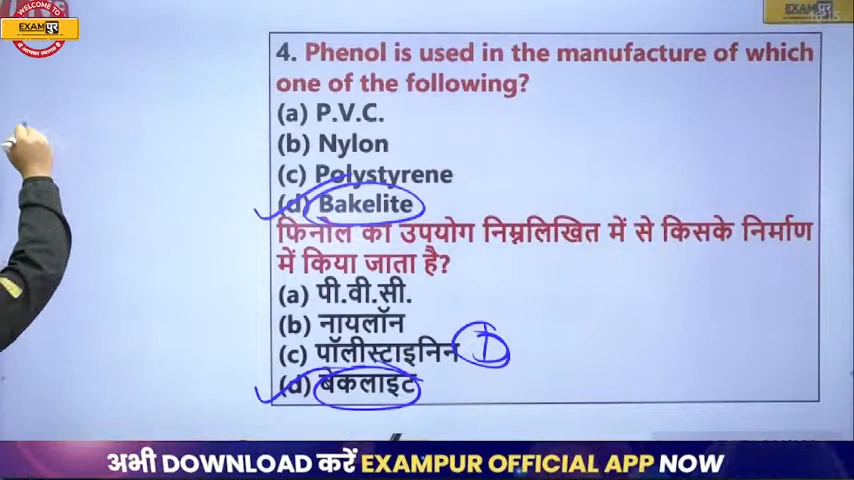 WELCOME TO
EXAMपुर
EXAMपुर
4. Phenol is used in the manufacture of which
one of the following?
(a) P.V.C.
(b) Nylon
(c) Polystyrene
(d) Bakelite
फिनोल का उपयोग निम्नलिखित में से किसके निर्माण
में किया जाता है?
(a) पी.वी.सी.
(b) नायलॉन
(c) पॉलीस्टाइनिन
(d) बेकलाइट
अभी DOWNLOAD करें EXAMPUR OFFICIAL APP NOW